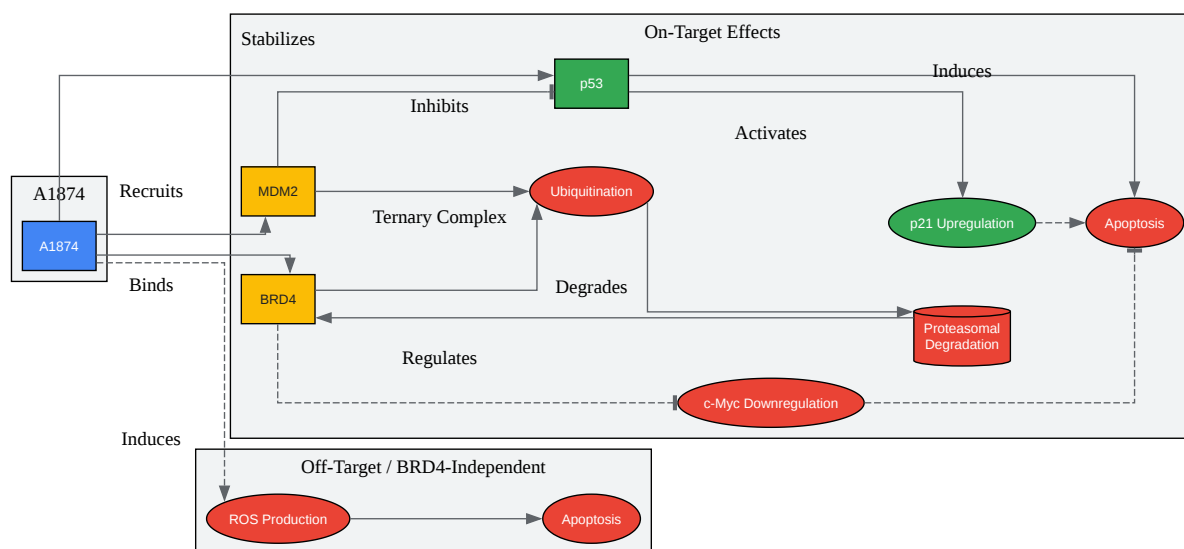 On-Target Effects
Stabilizes
p53
Induces
Inhibits
Activates
A1874
Recruits
MDM2
Ubiquitination
Ternary Complex
p21 Upregulation
Apoptosis
A1874
Binds
BRD4
Degrades
Proteasomal
Degradation
Regulates
c-Myc Downregulation
Induces
Off-Target / BRD4-Independent
ROS Production
Apoptosis